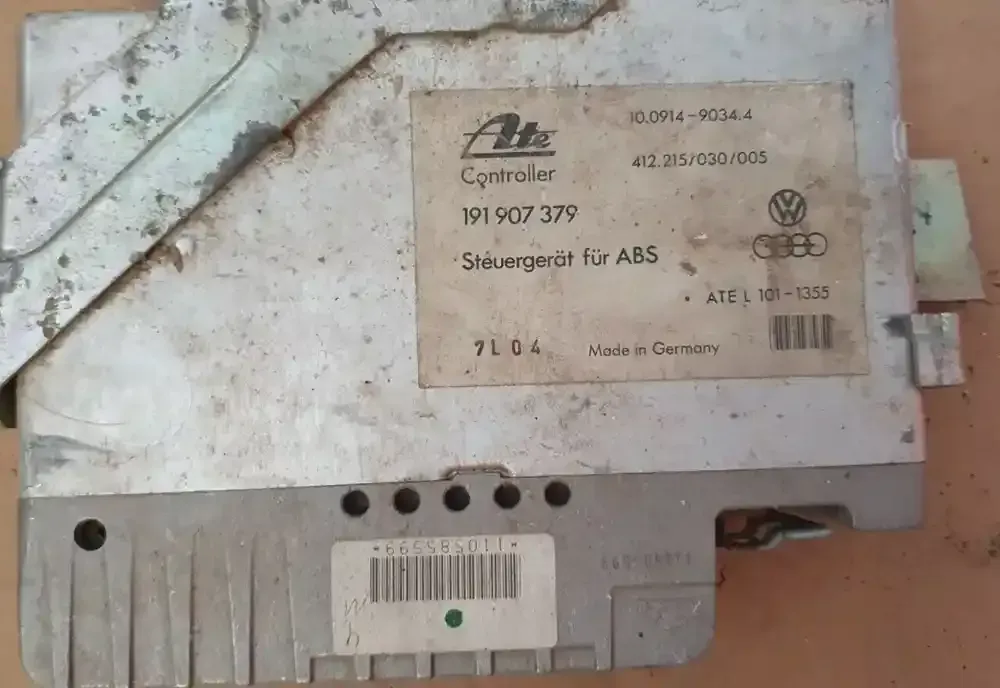 Ate
10.0914-9034.4
Controller
412.215/030/005
191 907 379
Steuergerät für ABS
ATE L 101-1355
7L04
Made in Germany
*110585599*